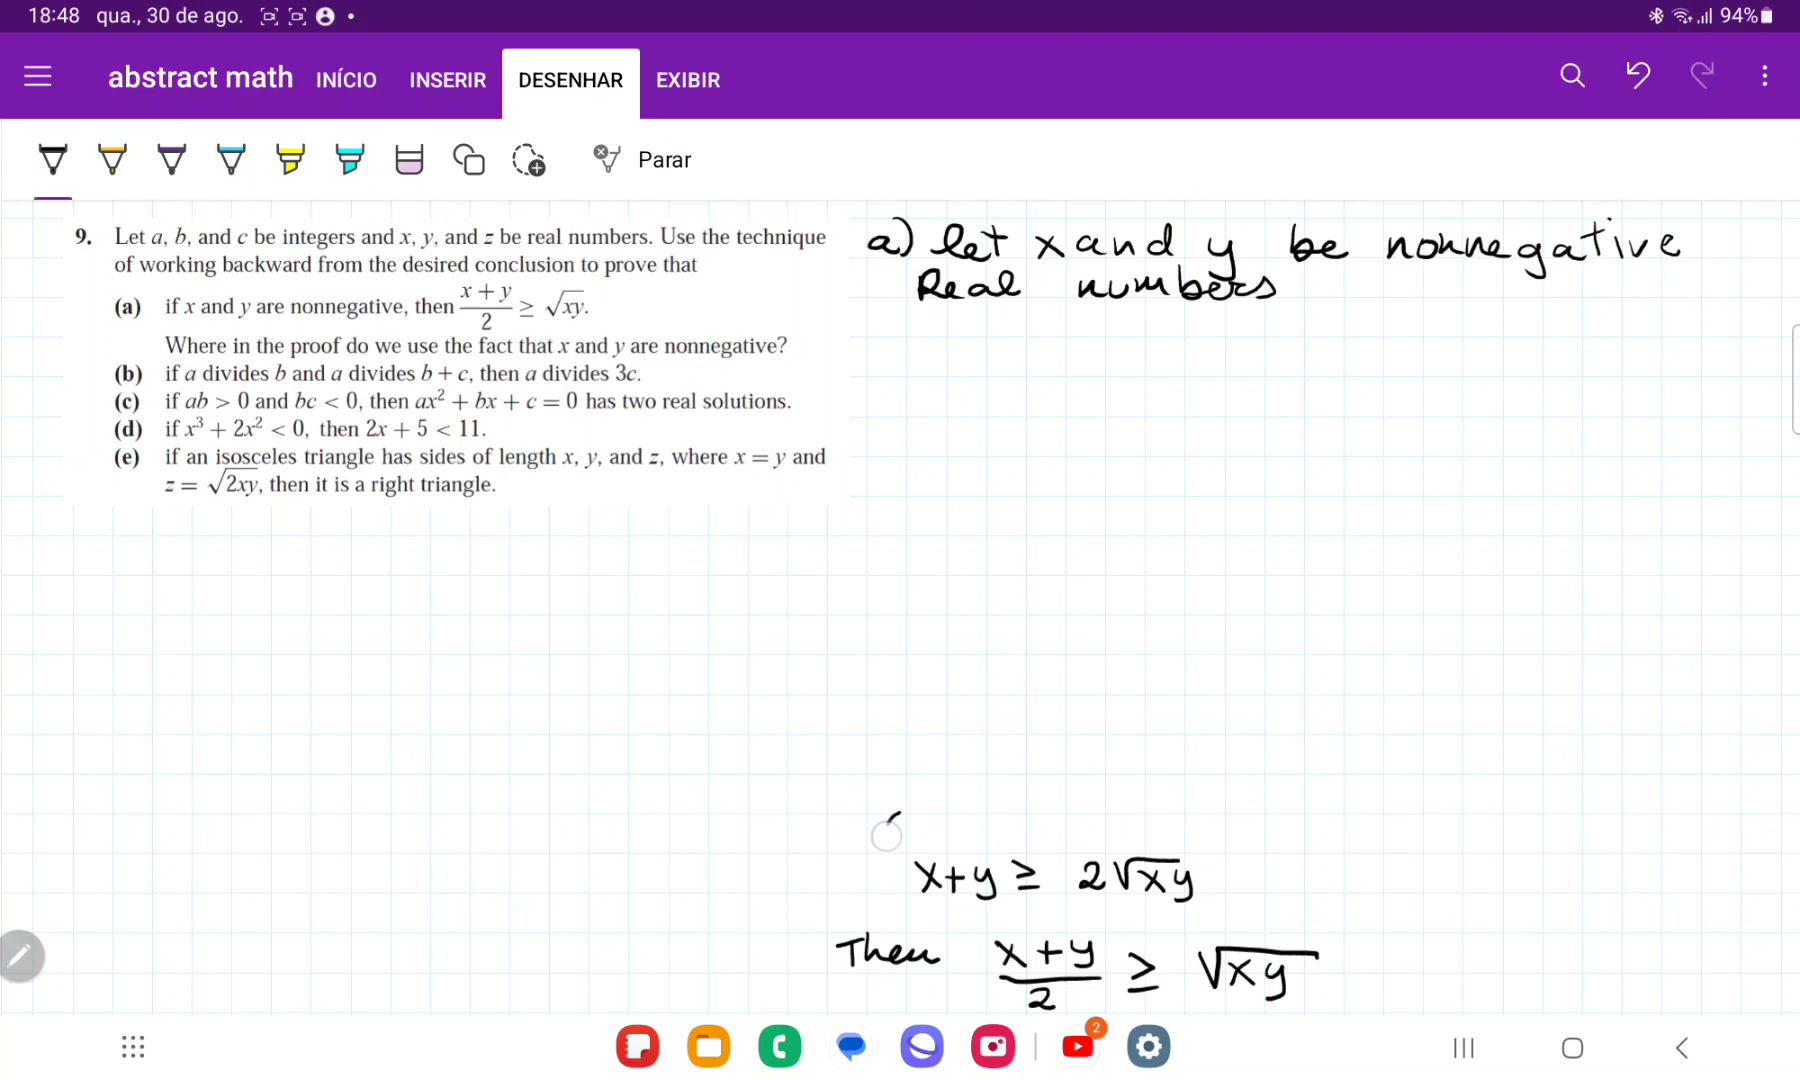 18:48 qua., 30 de ago. 94%
abstract math INÍCIO INSERIR DESENHAR EXIBIR
Parar
9. Let a, b, and c be integers and x, y, and z be real numbers. Use the technique
of working backward from the desired conclusion to prove that
(a) if x and y are nonnegative, then (x + y)/2 ≥ √xy.
Where in the proof do we use the fact that x and y are nonnegative?
(b) if a divides b and a divides b + c, then a divides 3c.
(c) if ab > 0 and bc < 0, then ax² + bx + c = 0 has two real solutions.
(d) if x³ + 2x² < 0, then 2x + 5 < 11.
(e) if an isosceles triangle has sides of length x, y, and z, where x = y and
z = √2xy, then it is a right triangle.
a) let x and y be nonnegative
Real numbers
x+y ≥ 2√xy
Then (x+y)/2 ≥ √xy
2